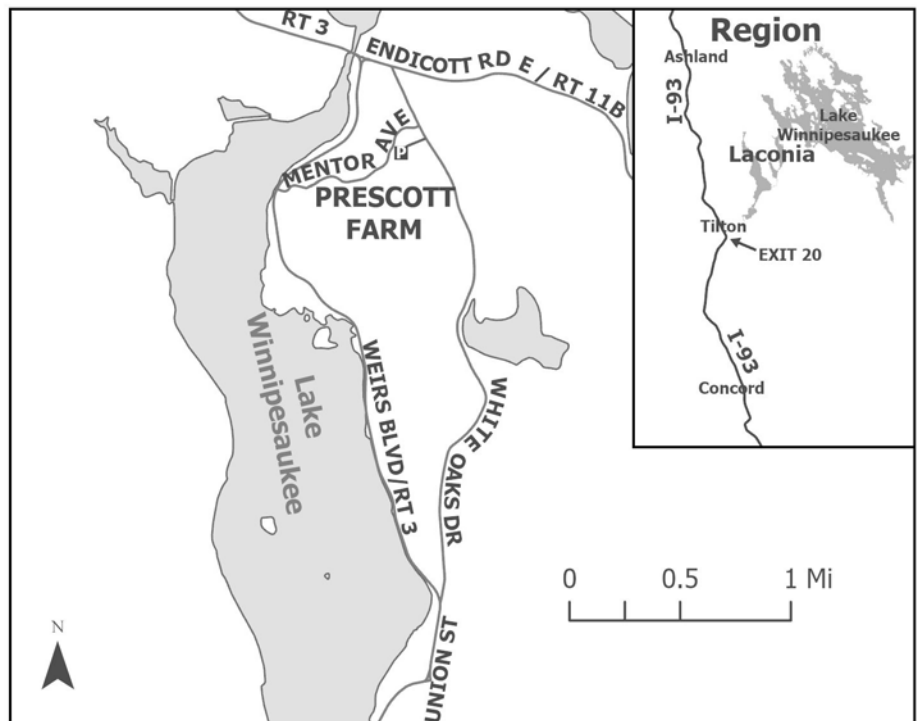 RT 3
ENDICOTT RD E / RT 11B
MENTOR AVE
P
PRESCOTT
FARM
Lake
Winnipesaukee
WEIRS BLVD/RT 3
WHITE OAKS DR
UNION ST
N
0 0.5 1 Mi
Region
Ashland
I-93
Lake
Winnipesaukee
Laconia
Tilton
EXIT 20
I-93
Concord